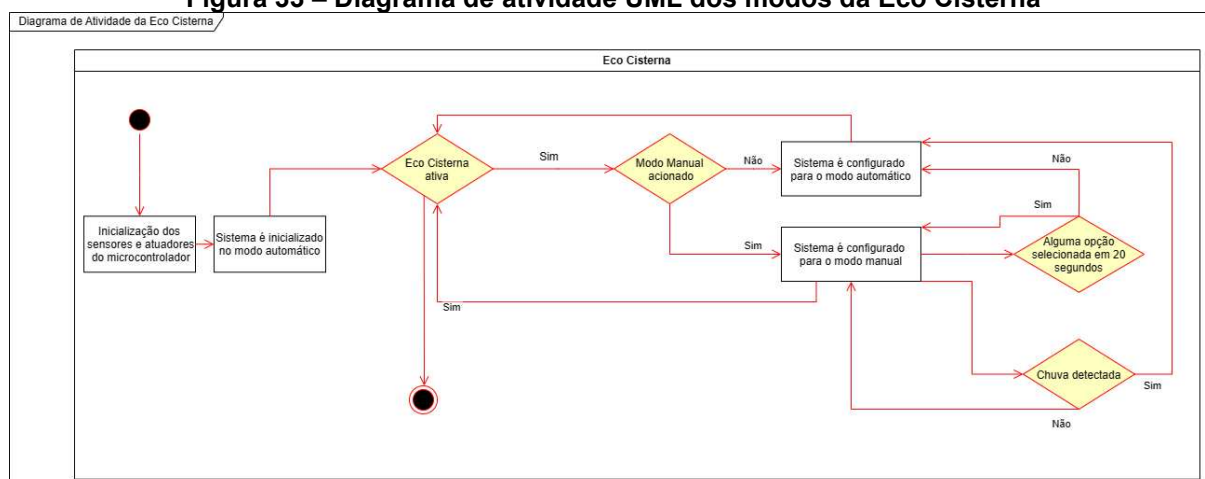 Figura 33 – Diagrama de atividade UML dos modos da Eco Cisterna
Diagrama de Atividade da Eco Cisterna
Eco Cisterna
Eco Cisterna
ativa
Sim
Modo Manual
acionado
Não
Sistema é configurado
para o modo automático
Não
Sim
Inicialização dos
sensores e atuadores
do microcontrolador
Sistema é inicializado
no modo automático
Sim
Sistema é configurado
para o modo manual
Alguma opção
selecionada em 20
segundos
Sim
Chuva detectada
Sim
Não